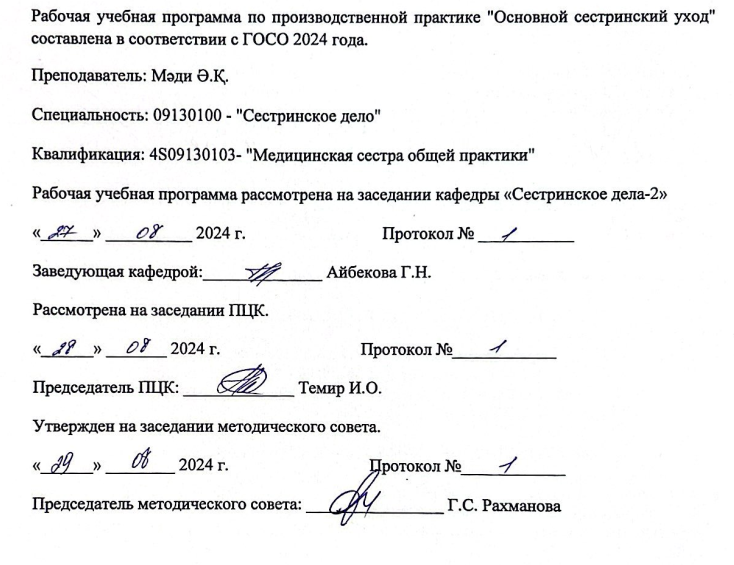 Рабочая учебная программа по производственной практике "Основной сестринский уход"
составлена в соответствии с ГОСО 2024 года.
Преподаватель: Мәди Ә.Қ.
Специальность: 09130100 - "Сестринское дело"
Квалификация: 4S09130103- "Медицинская сестра общей практики"
Рабочая учебная программа рассмотрена на заседании кафедры «Сестринское дела-2»
« 27 » 08 2024 г. Протокол № 1
Заведующая кафедрой: Айбекова Г.Н.
Рассмотрена на заседании ПЦК.
« 28 » 08 2024 г. Протокол № 1
Председатель ПЦК: Темир И.О.
Утвержден на заседании методического совета.
« 29 » 08 2024 г. Протокол № 1
Председатель методического совета: Г.С. Рахманова